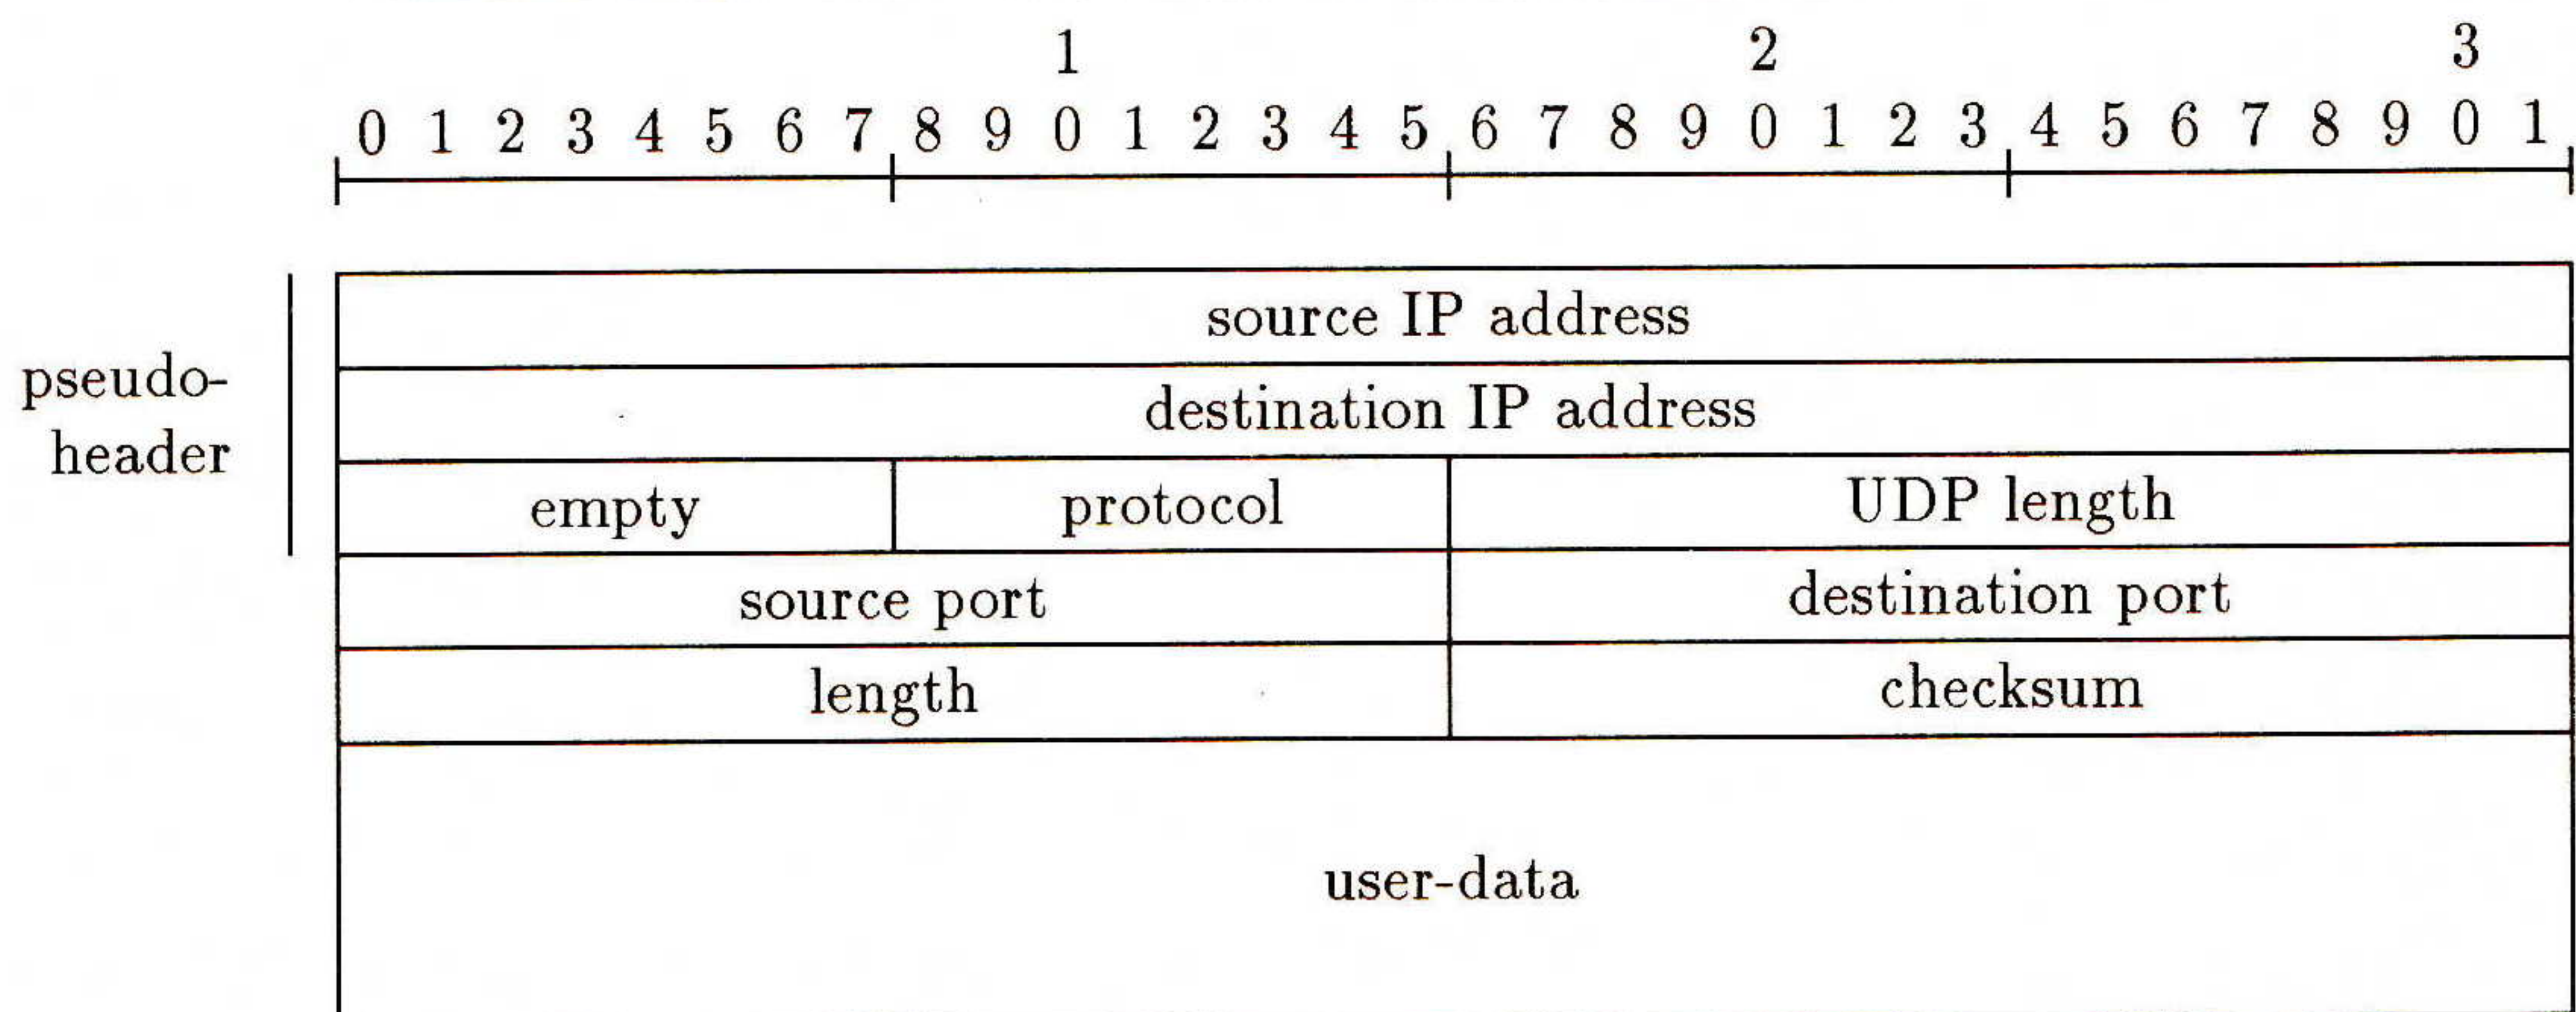 1 2 3
0 1 2 3 4 5 6 7 8 9 0 1 2 3 4 5 6 7 8 9 0 1 2 3 4 5 6 7 8 9 0 1
pseudo-
header
source IP address
destination IP address
empty protocol UDP length
source port destination port
length checksum
user-data